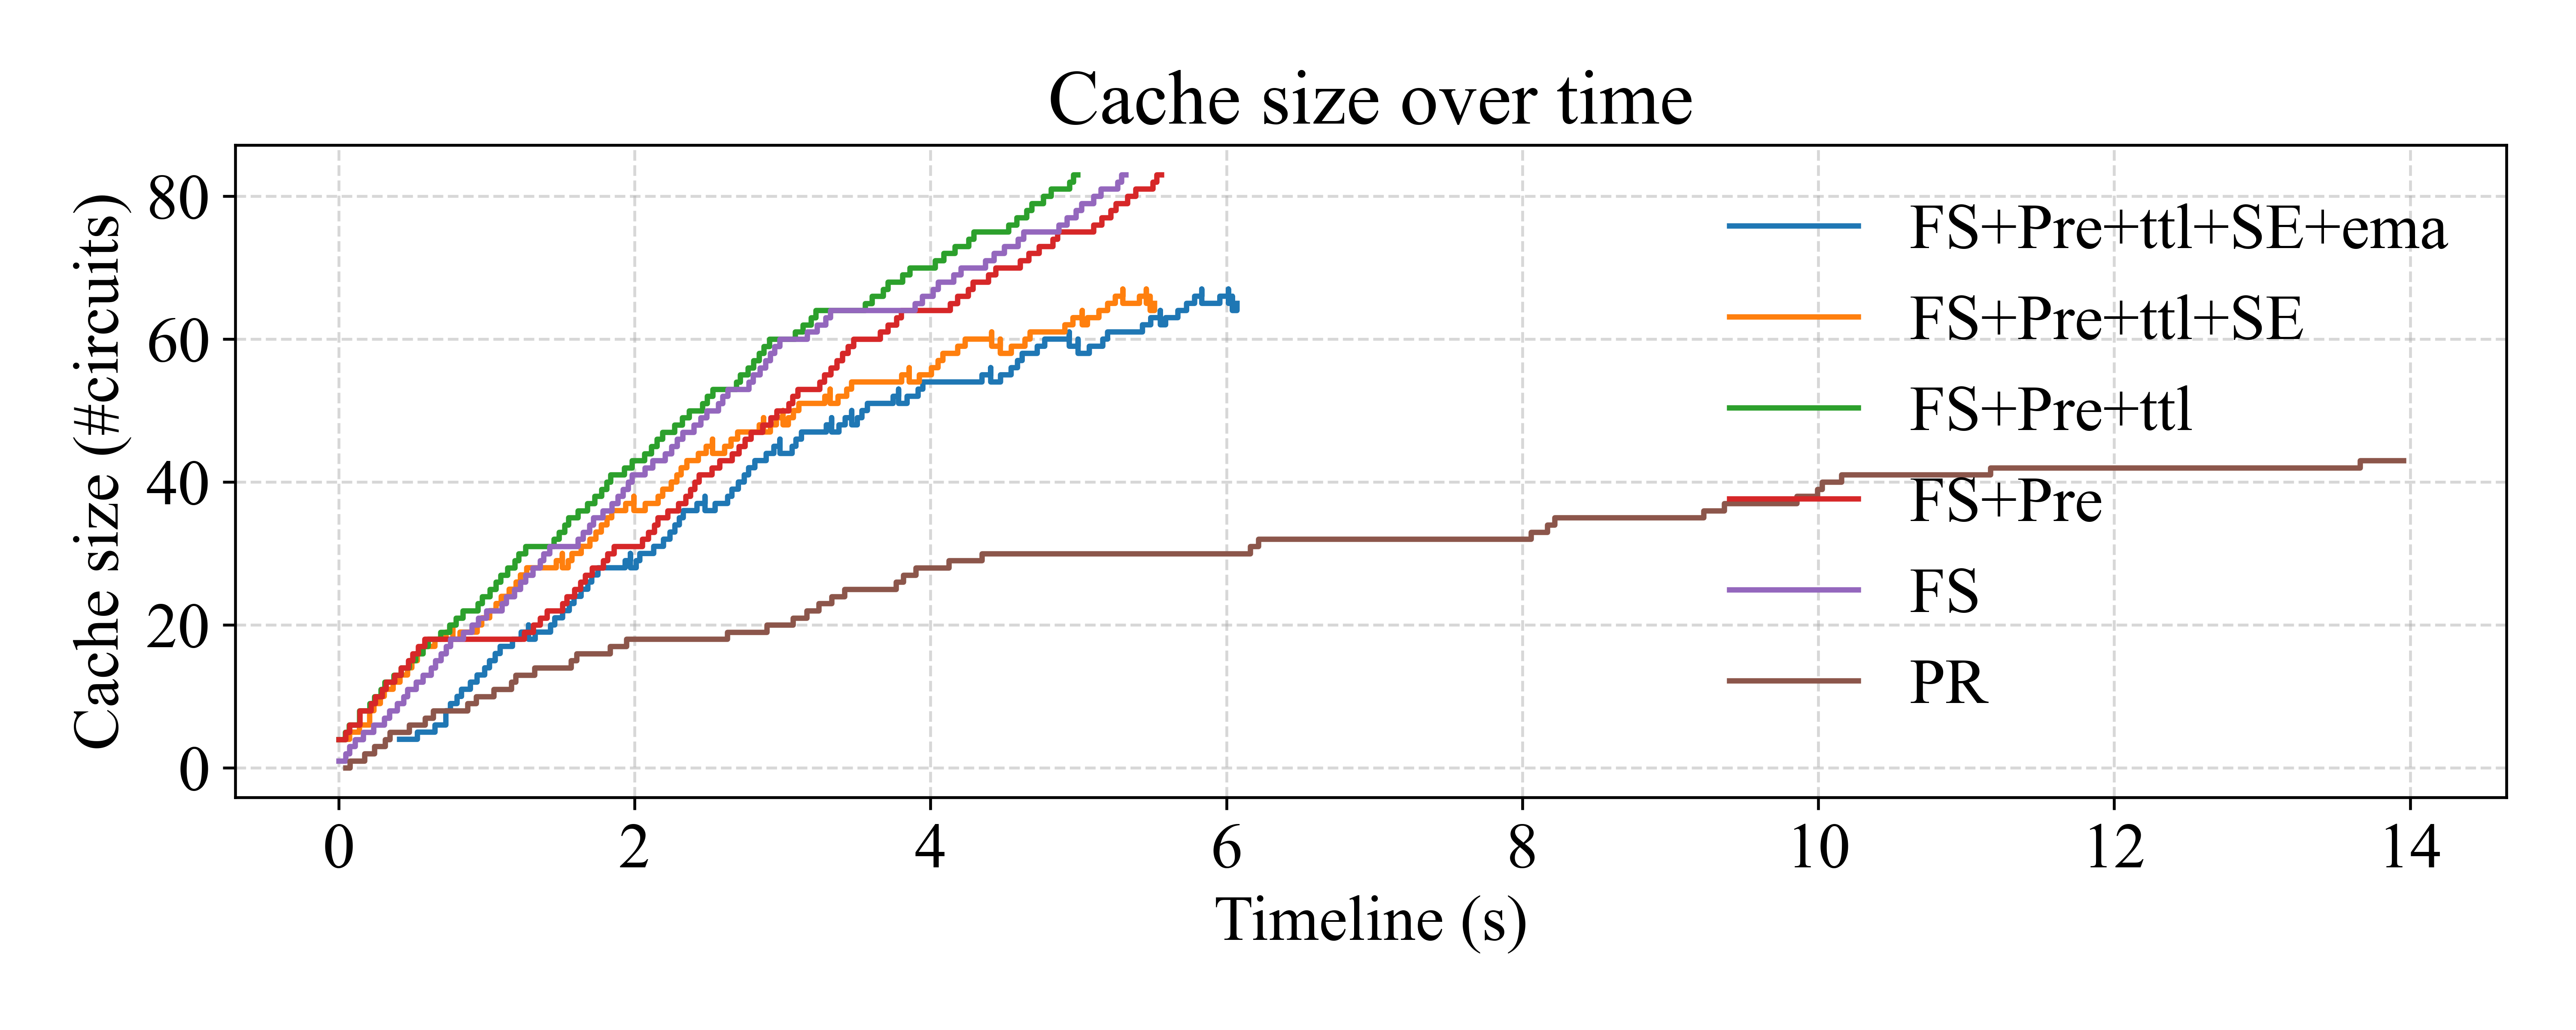 Cache size over time
Cache size (#circuits)
80
60
40
20
0
FS+Pre+ttl+SE+ema
FS+Pre+ttl+SE
FS+Pre+ttl
FS+Pre
FS
PR
0 2 4 6 8 10 12 14
Timeline (s)